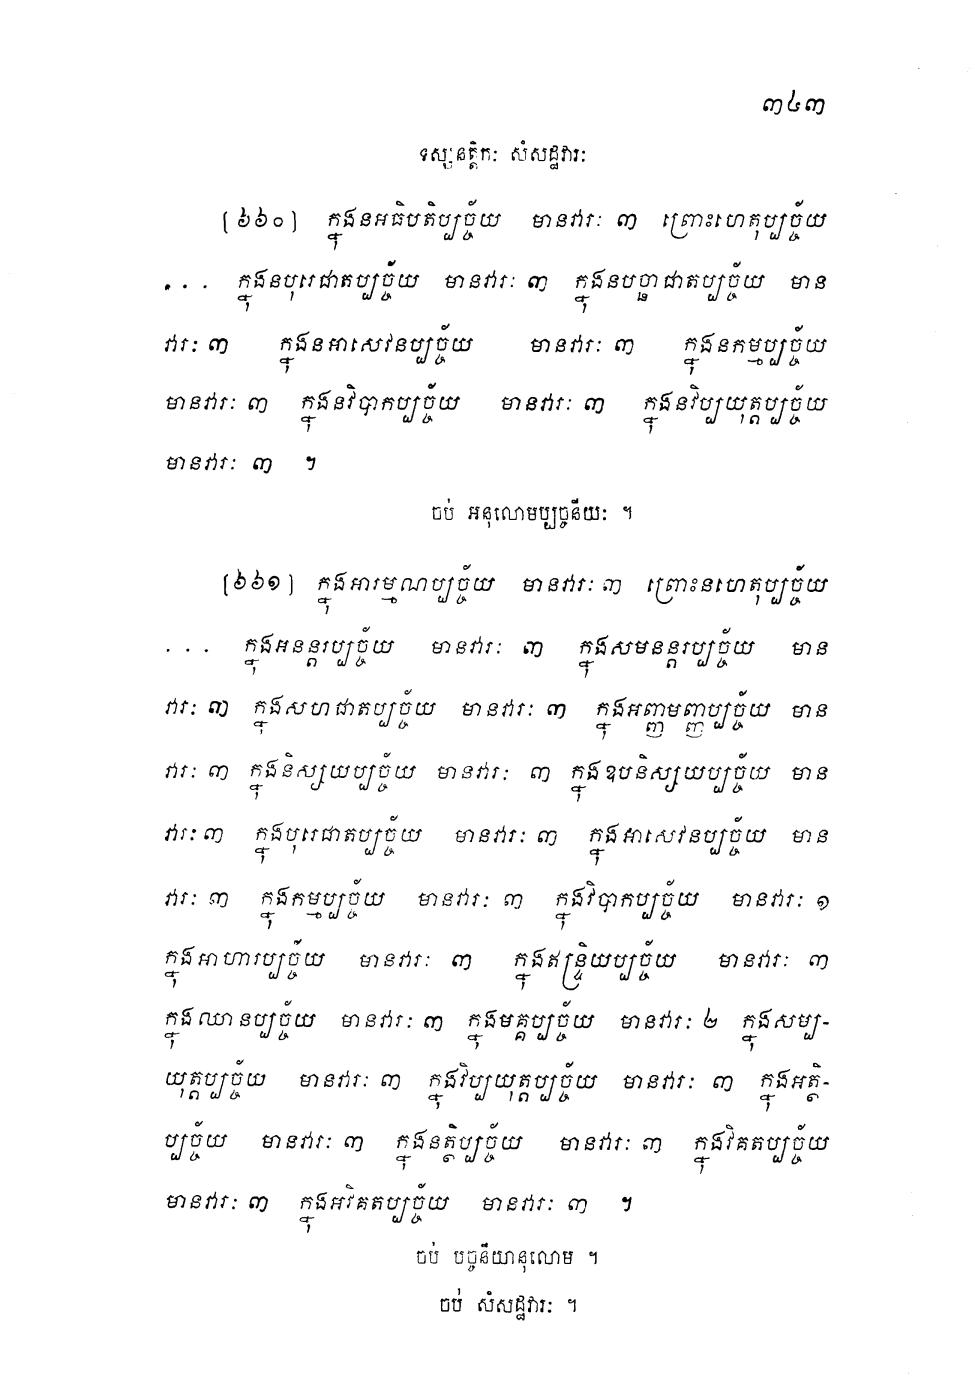 ៣៤៣
ទស្សនត្តិកៈ សំសដ្ឋវារៈ
[៦៦០] ក្នុងនអធិបតិប្បច្ច័យ មានវារៈ ៣ ព្រោះហេតុប្បច្ច័យ
... ក្នុងនបុរេជាតប្បច្ច័យ មានវារៈ ៣ ក្នុងនបច្ឆាជាតប្បច្ច័យ មាន
វារៈ ៣ ក្នុងនអាសេវនប្បច្ច័យ មានវារៈ ៣ ក្នុងនកម្មប្បច្ច័យ
មានវារៈ ៣ ក្នុងនវិបាកប្បច្ច័យ មានវារៈ ៣ ក្នុងនវិប្បយុត្តប្បច្ច័យ
មានវារៈ ៣ ។
ចប់ អនុលោមប្បច្ចនីយៈ ។
[៦៦១] ក្នុងអារម្មណប្បច្ច័យ មានវារៈ ៣ ព្រោះនហេតុប្បច្ច័យ
... ក្នុងអនន្តរប្បច្ច័យ មានវារៈ ៣ ក្នុងសមនន្តរប្បច្ច័យ មាន
វារៈ ៣ ក្នុងសហជាតប្បច្ច័យ មានវារៈ ៣ ក្នុងអញ្ញមញ្ញប្បច្ច័យ មាន
វារៈ ៣ ក្នុងនិស្សយប្បច្ច័យ មានវារៈ ៣ ក្នុងឧបនិស្សយប្បច្ច័យ មាន
វារៈ ៣ ក្នុងបុរេជាតប្បច្ច័យ មានវារៈ ៣ ក្នុងអាសេវនប្បច្ច័យ មាន
វារៈ ៣ ក្នុងកម្មប្បច្ច័យ មានវារៈ ៣ ក្នុងវិបាកប្បច្ច័យ មានវារៈ ១
ក្នុងអាហារប្បច្ច័យ មានវារៈ ៣ ក្នុងឥន្ទ្រិយប្បច្ច័យ មានវារៈ ៣
ក្នុងឈានប្បច្ច័យ មានវារៈ ៣ ក្នុងមគ្គប្បច្ច័យ មានវារៈ ២ ក្នុងសម្ប-
យុត្តប្បច្ច័យ មានវារៈ ៣ ក្នុងវិប្បយុត្តប្បច្ច័យ មានវារៈ ៣ ក្នុងអត្ថិ-
ប្បច្ច័យ មានវារៈ ៣ ក្នុងនត្ថិប្បច្ច័យ មានវារៈ ៣ ក្នុងវិគតប្បច្ច័យ
មានវារៈ ៣ ក្នុងអវិគតប្បច្ច័យ មានវារៈ ៣ ។
ចប់ បច្ចនីយានុលោម ។
ចប់ សំសដ្ឋវារៈ ។